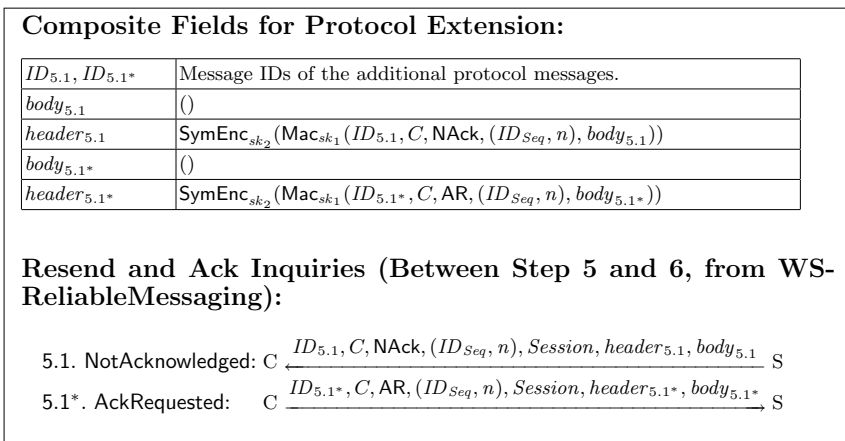 Composite Fields for Protocol Extension:
ID5.1, ID5.1* Message IDs of the additional protocol messages.
body5.1 ()
header5.1 SymEncsk2(Macsk1(ID5.1, C, NAck, (IDSeq, n), body5.1))
body5.1* ()
header5.1* SymEncsk2(Macsk1(ID5.1*, C, AR, (IDSeq, n), body5.1*))
Resend and Ack Inquiries (Between Step 5 and 6, from WS-
ReliableMessaging):
ID5.1, C, NAck, (IDSeq, n), Session, header5.1, body5.1
5.1. NotAcknowledged: C ← S
ID5.1*, C, AR, (IDSeq, n), Session, header5.1*, body5.1*
5.1*. AckRequested: C → S